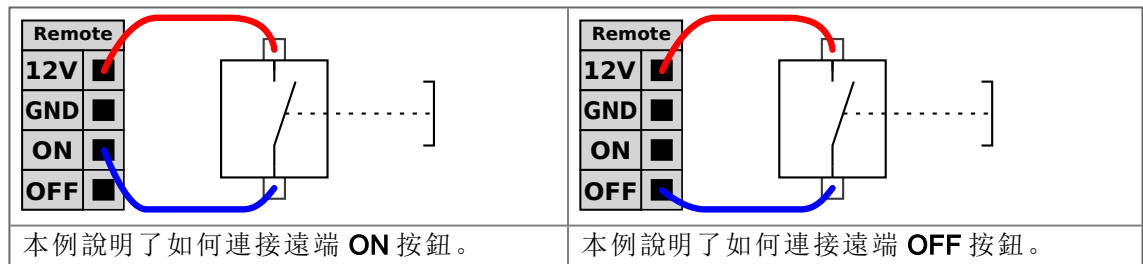 Remote
12V
GND
ON
OFF
本例說明了如何連接遠端 ON 按鈕。
Remote
12V
GND
ON
OFF
本例說明了如何連接遠端 OFF 按鈕。